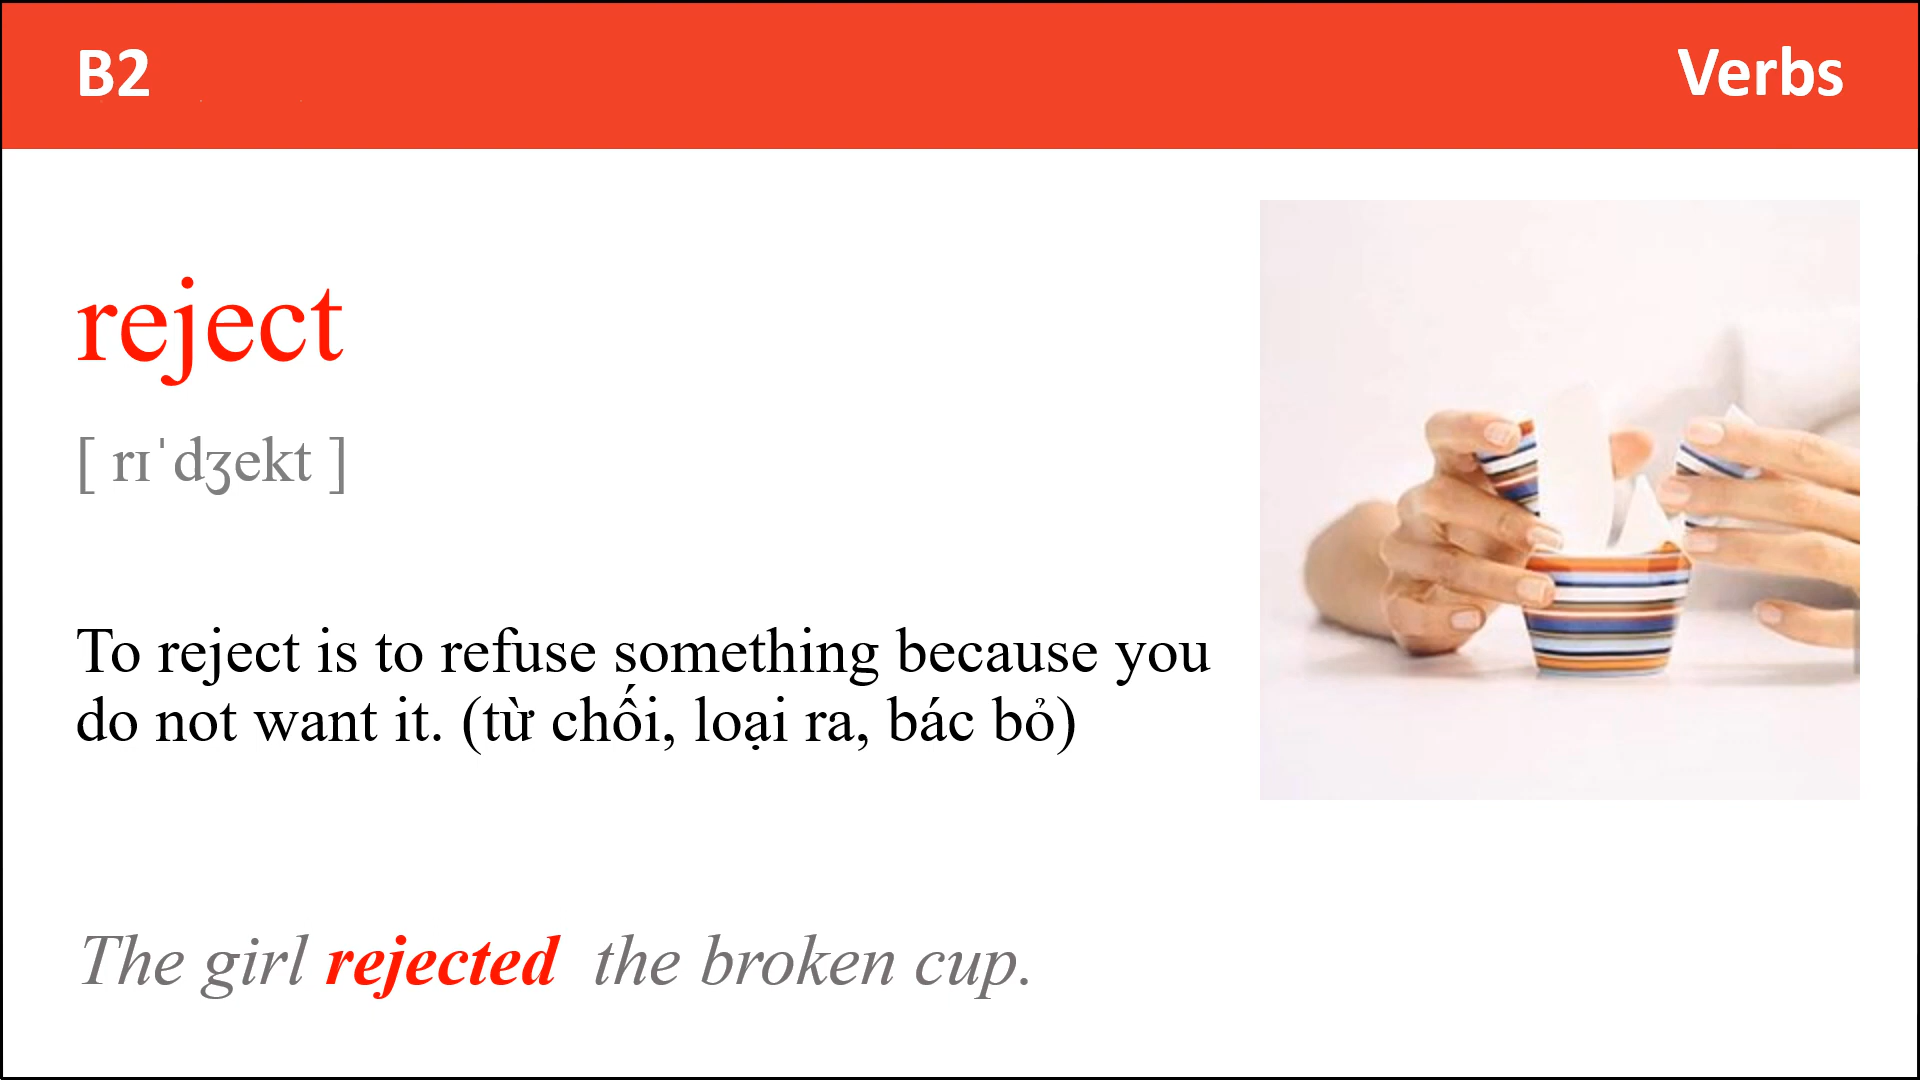 B2
Verbs
reject
[ rɪˈdʒekt ]
To reject is to refuse something because you
do not want it. (từ chối, loại ra, bác bỏ)
The girl rejected the broken cup.